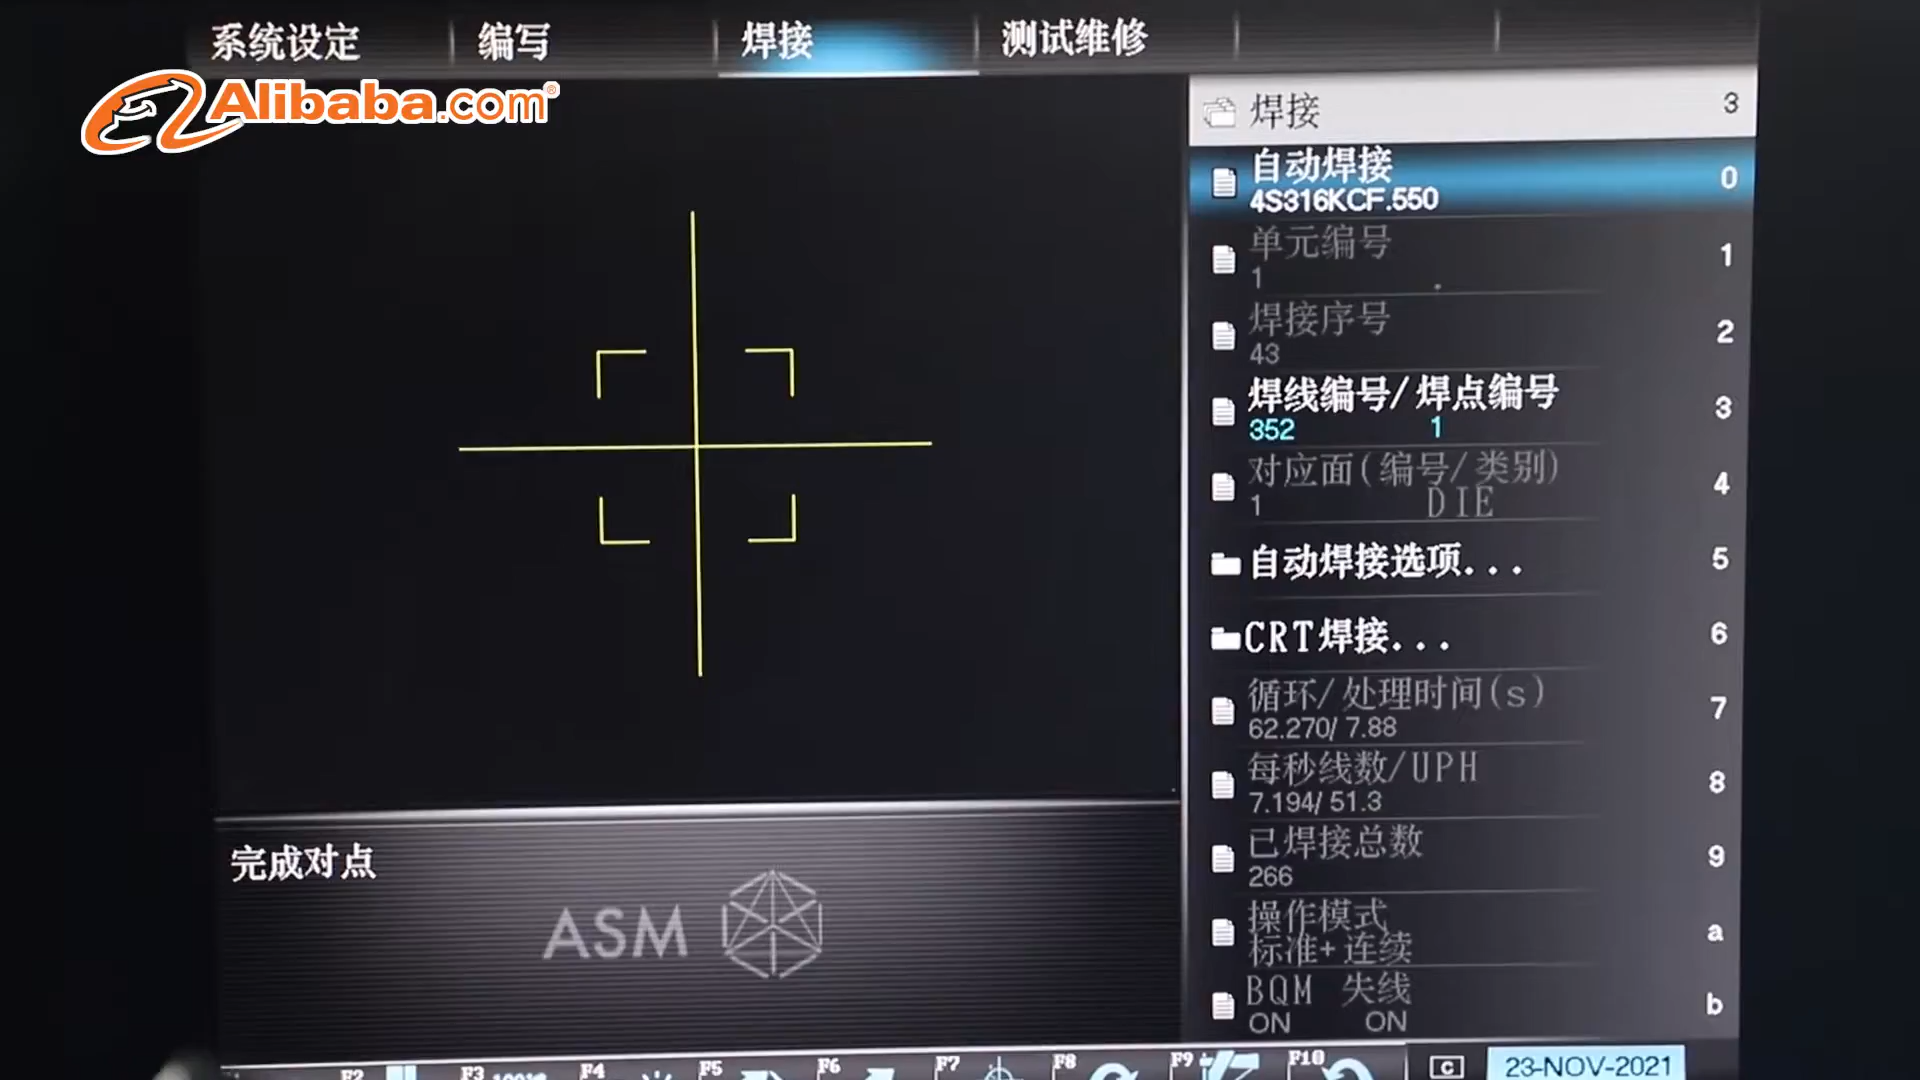 系统设定
编写
焊接
测试维修
Alibaba.com®
焊接 3
自动焊接 0
4S316KCF.550
单元编号 1
1
焊接序号 2
43
焊线编号/焊点编号 3
352 1
对应面(编号/类别) 4
1 DIE
自动焊接选项... 5
CRT焊接... 6
循环/处理时间(s) 7
62.270/ 7.88
每秒线数/UPH 8
7.194/ 51.3
已焊接总数 9
266
操作模式 a
标准+连续
BQM 失线 b
ON ON
完成对点
ASM
F2 F3 F4 F5 F6 F7 F8 F9 F10
C
23-NOV-2021